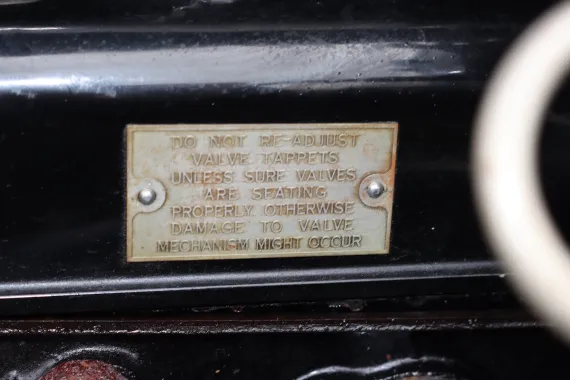 DO NOT RE-ADJUST
VALVE TAPPETS
UNLESS SURE VALVES
ARE SEATING
PROPERLY. OTHERWISE
DAMAGE TO VALVE
MECHANISM MIGHT OCCUR